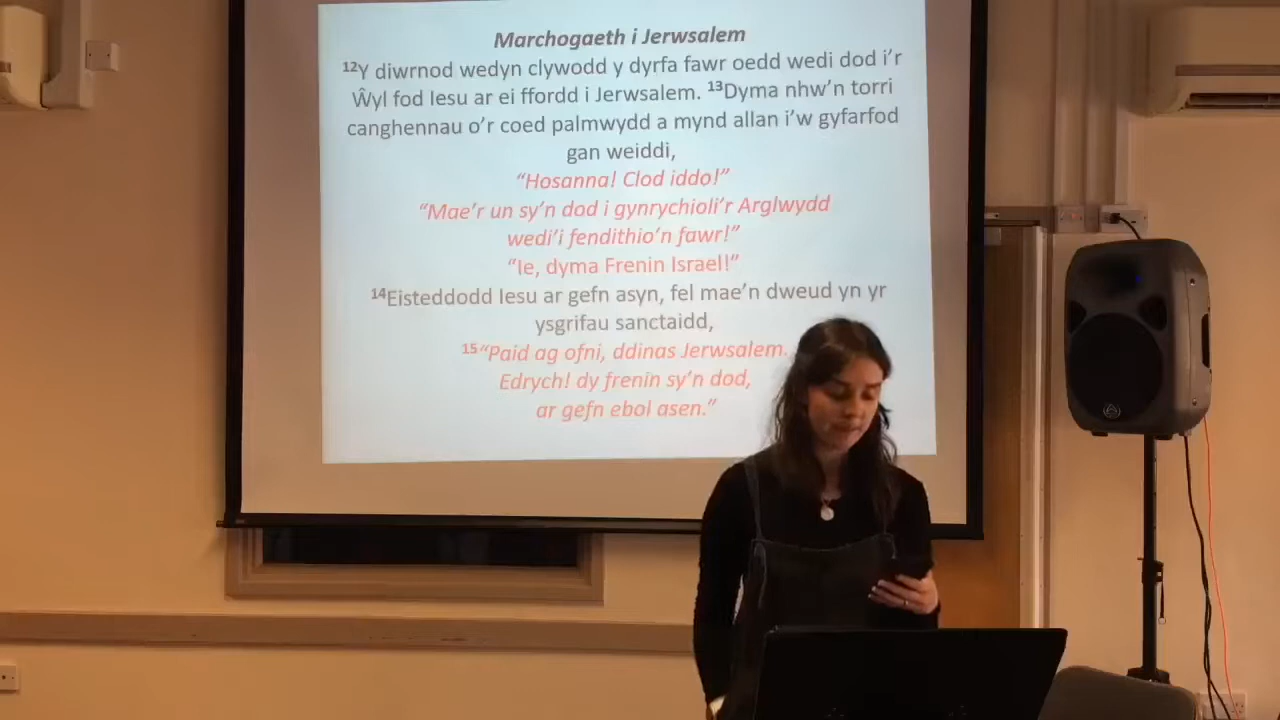 Marchogaeth i Jerwsalem
¹²Y diwrnod wedyn clywodd y dyrfa fawr oedd wedi dod i’r
Ŵyl fod Iesu ar ei ffordd i Jerwsalem. ¹³Dyma nhw’n torri
canghennau o’r coed palmwydd a mynd allan i’w gyfarfod
gan weiddi,
“Hosanna! Clod iddo!”
“Mae’r un sy’n dod i gynrychioli’r Arglwydd
wedi’i fendithio’n fawr!”
“Ie, dyma Frenin Israel!”
¹⁴Eisteddodd Iesu ar gefn asyn, fel mae’n dweud yn yr
ysgrifau sanctaidd,
¹⁵“Paid ag ofni, ddinas Jerwsalem.
Edrych! dy frenin sy’n dod,
ar gefn ebol asen.”